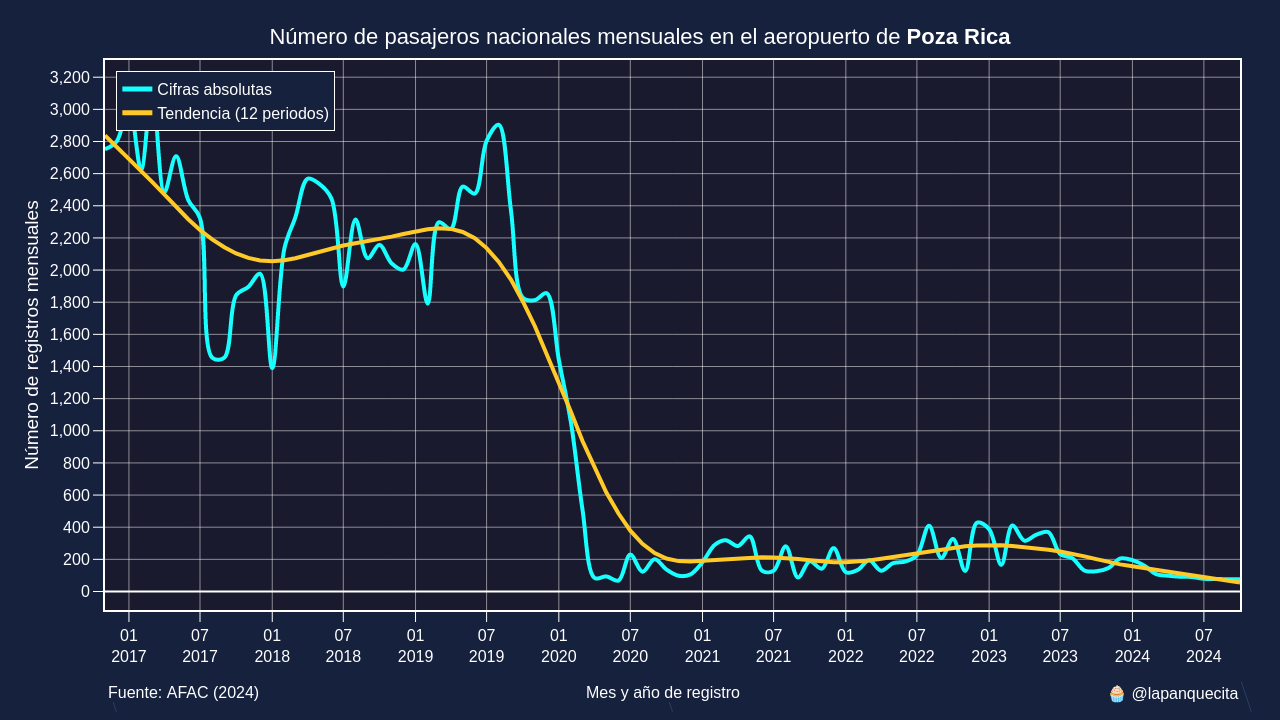 Número de pasajeros nacionales mensuales en el aeropuerto de Poza Rica
Cifras absolutas
Tendencia (12 periodos)
Número de registros mensuales
3,200
3,000
2,800
2,600
2,400
2,200
2,000
1,800
1,600
1,400
1,200
1,000
800
600
400
200
0
01 07 01 07 01 07 01 07 01 07 01 07 01 07 01 07
2017 2017 2018 2018 2019 2019 2020 2020 2021 2021 2022 2022 2023 2023 2024 2024
Fuente: AFAC (2024) Mes y año de registro 🧁 @lapanquecita